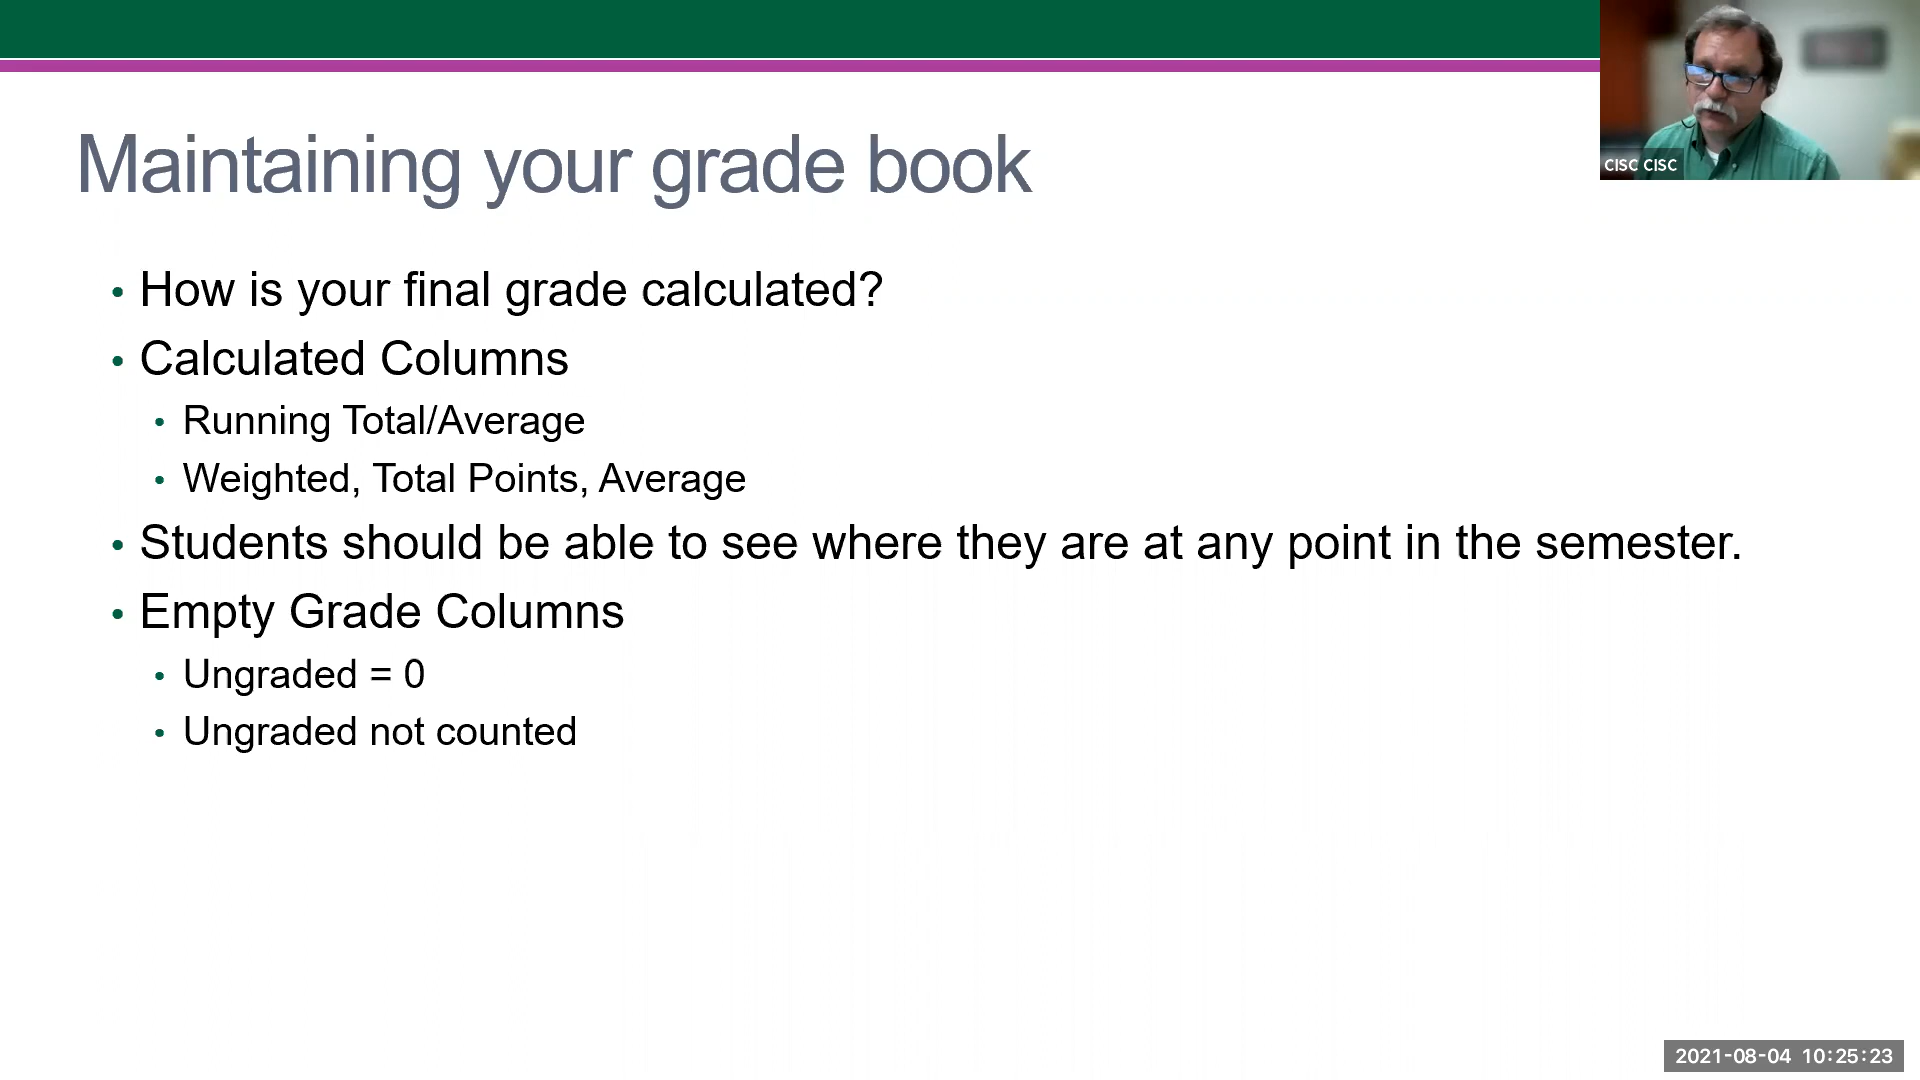 CISC CISC
Maintaining your grade book
• How is your final grade calculated?
• Calculated Columns
• Running Total/Average
• Weighted, Total Points, Average
• Students should be able to see where they are at any point in the semester.
• Empty Grade Columns
• Ungraded = 0
• Ungraded not counted
2021-08-04 10:25:23